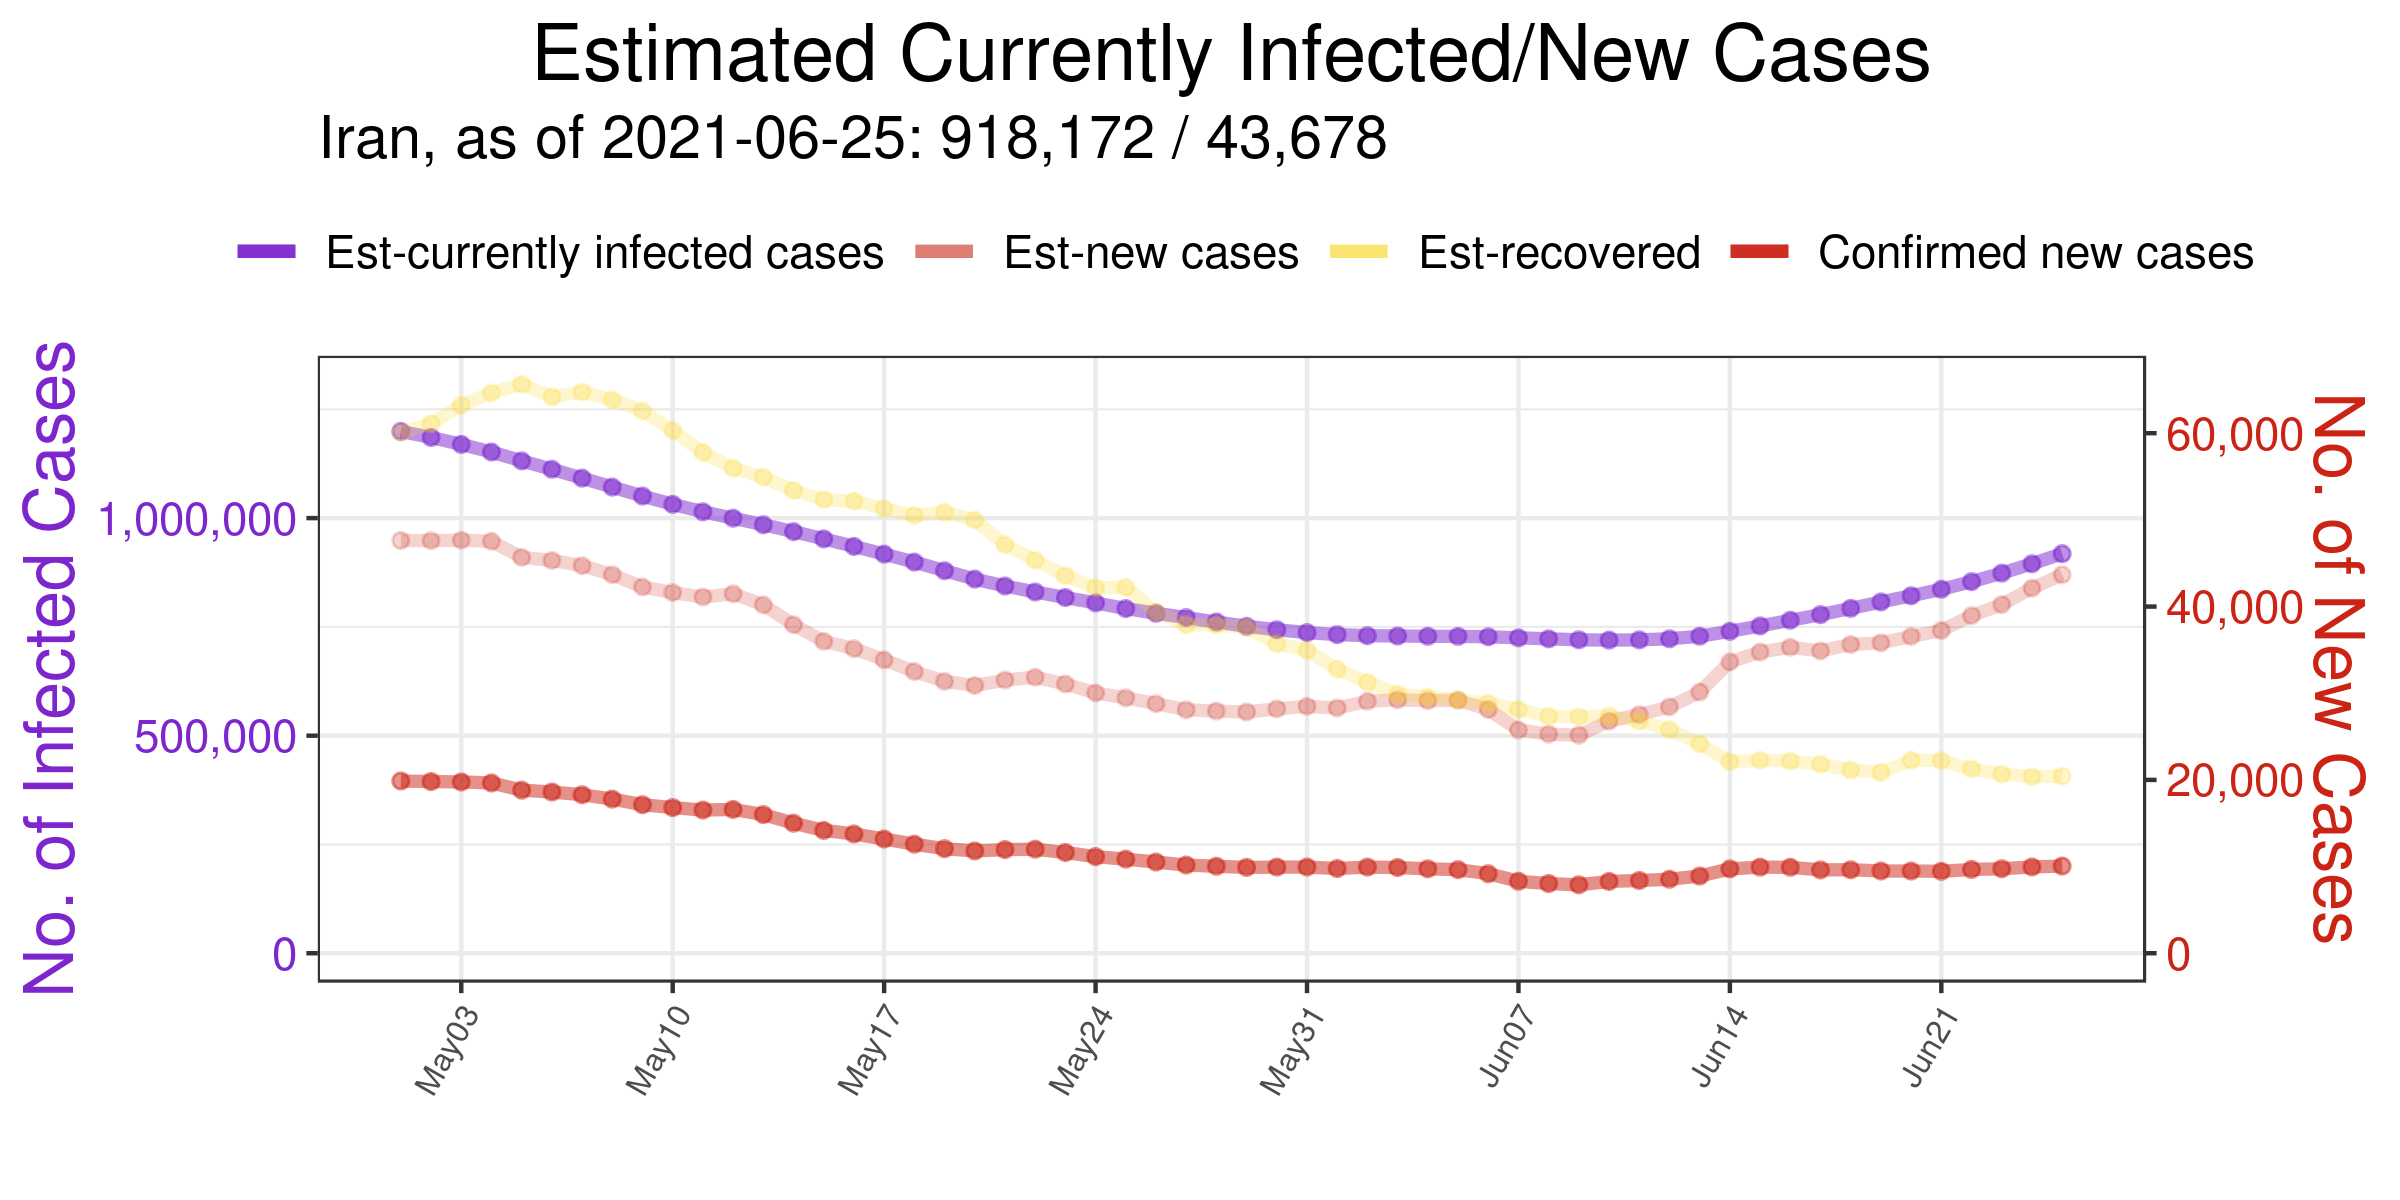 Estimated Currently Infected/New Cases
Iran, as of 2021-06-25: 918,172 / 43,678
Est-currently infected cases Est-new cases Est-recovered Confirmed new cases
No. of Infected Cases
1,000,000
500,000
0
60,000
40,000
20,000
0
No. of New Cases
May03 May10 May17 May24 May31 Jun07 Jun14 Jun21